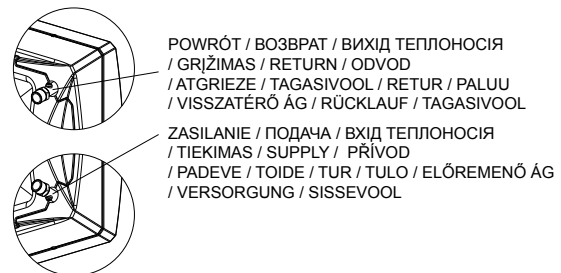 POWRÓT / ВОЗВРАТ / ВИХІД ТЕПЛОНОСІЯ
/ GRĮŽIMAS / RETURN / ODVOD
/ ATGRIEZE / TAGASIVOOL / RETUR / PALUU
/ VISSZATÉRŐ ÁG / RÜCKLAUF / TAGASIVOOL
ZASILANIE / ПОДАЧА / ВХІД ТЕПЛОНОСІЯ
/ TIEKIMAS / SUPPLY / PŘÍVOD
/ PADEVE / TOIDE / TUR / TULO / ELŐREMENŐ ÁG
/ VERSORGUNG / SISSEVOOL